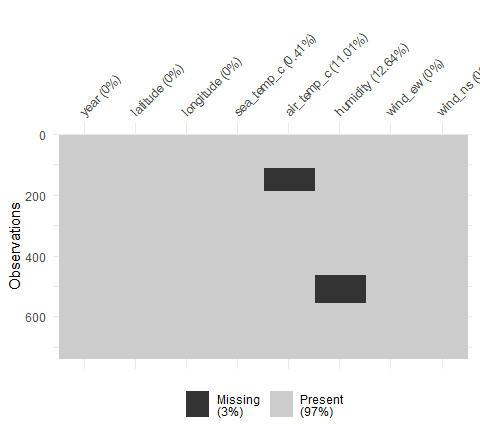 year (0%)
latitude (0%)
longitude (0%)
sea_temp_c (0.41%)
air_temp_c (11.01%)
humidity (12.64%)
wind_ew (0%)
wind_ns
0
200
400
600
Observations
Missing
(3%)
Present
(97%)